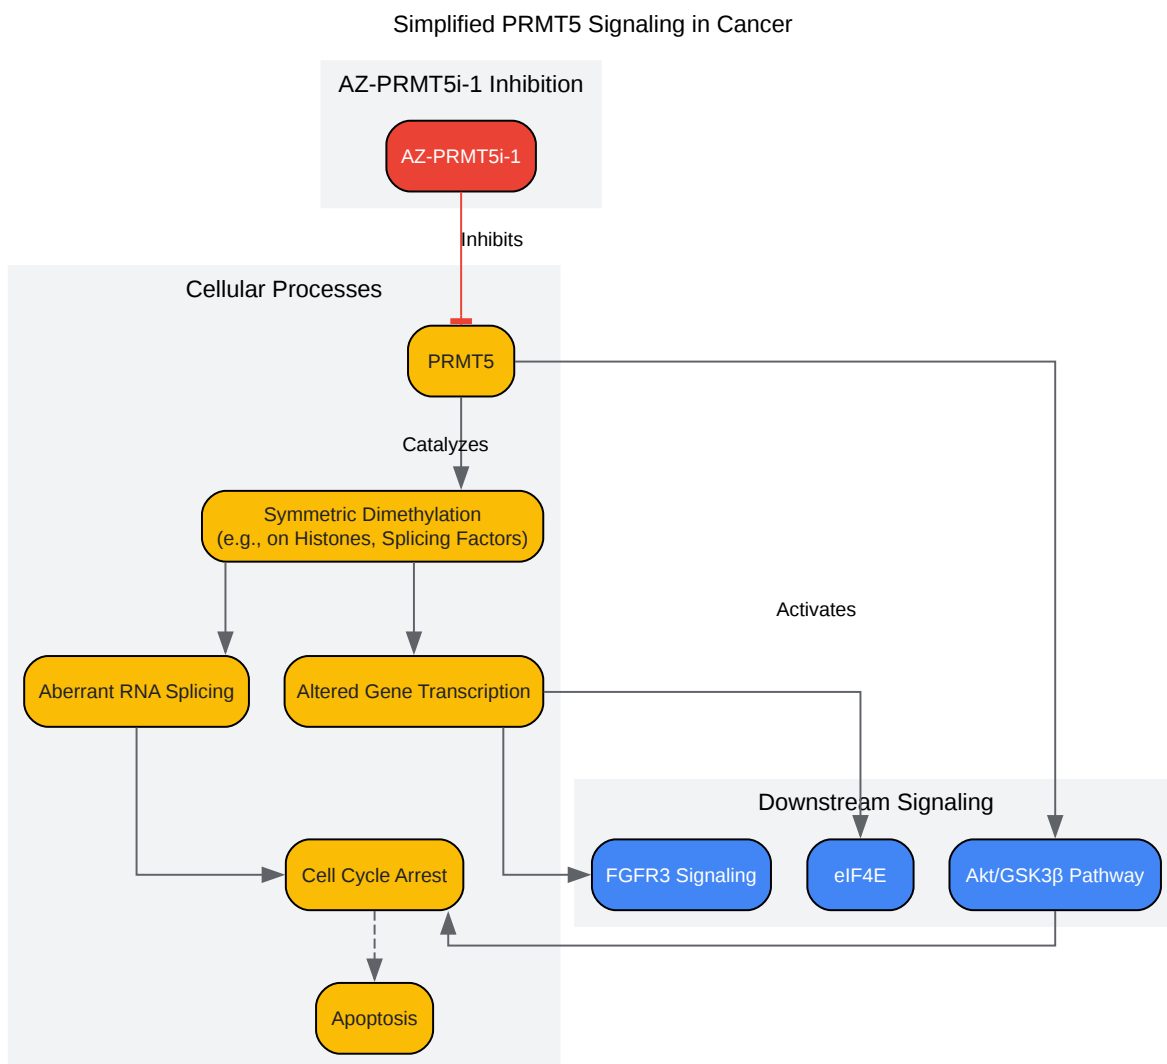 Simplified PRMT5 Signaling in Cancer
AZ-PRMT5i-1 Inhibition
AZ-PRMT5i-1
Inhibits
Cellular Processes
PRMT5
Catalyzes
Symmetric Dimethylation
(e.g., on Histones, Splicing Factors)
Activates
Aberrant RNA Splicing
Altered Gene Transcription
Downstream Signaling
Cell Cycle Arrest
FGFR3 Signaling
eIF4E
Akt/GSK3β Pathway
Apoptosis